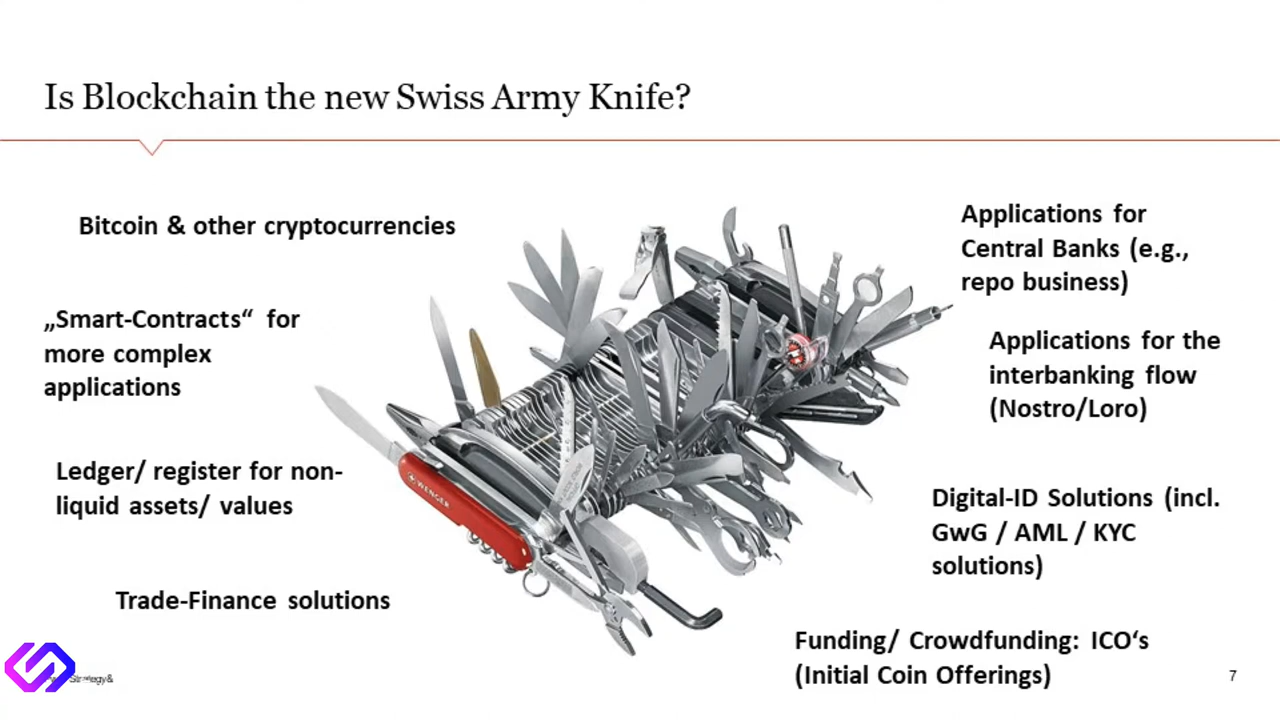 Is Blockchain the new Swiss Army Knife?
Bitcoin & other cryptocurrencies
„Smart-Contracts“ for
more complex
applications
Ledger/ register for non-
liquid assets/ values
Trade-Finance solutions
WENGER
Applications for
Central Banks (e.g.,
repo business)
Applications for the
interbanking flow
(Nostro/Loro)
Digital-ID Solutions (incl.
GwG / AML / KYC
solutions)
Funding/ Crowdfunding: ICO‘s
(Initial Coin Offerings)
Strategy&
7